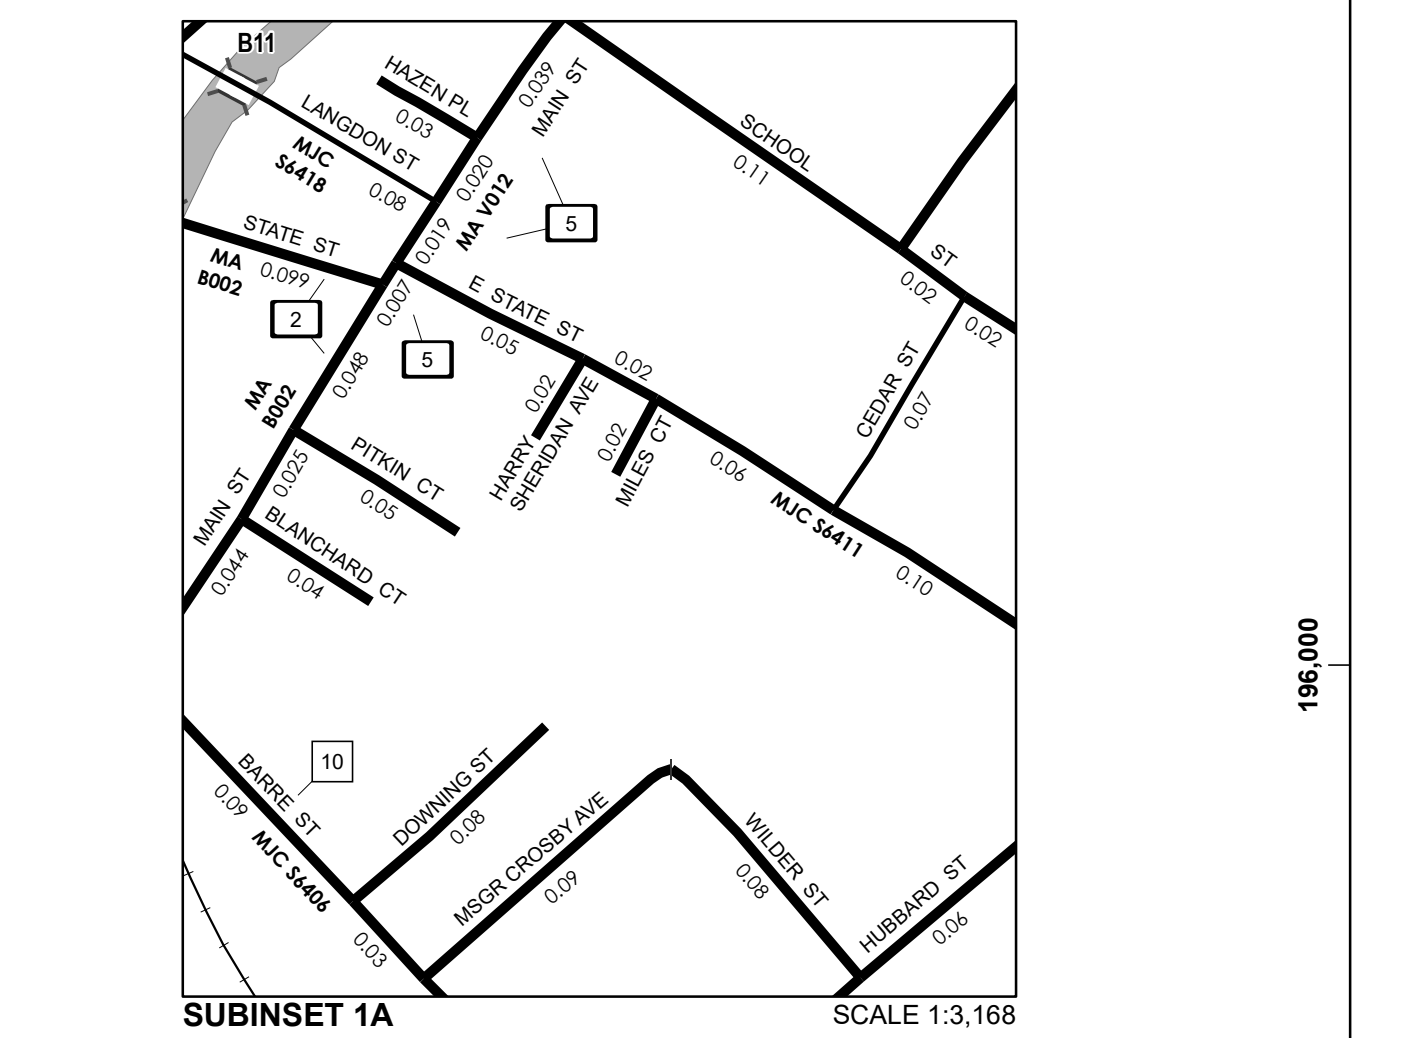 B11
HAZEN PL
0.03
0.039
MAIN ST
LANGDON ST
MJC
S6418
0.08
0.020
MA V012
0.019
5
SCHOOL
0.11
ST
0.02
0.02
STATE ST
MA
B002
0.099
2
0.007
5
E STATE ST
0.05
0.02
0.048
MA
B002
0.02
HARRY
SHERIDAN AVE
0.02
MILES CT
0.06
CEDAR ST
0.07
MJC S6411
0.10
PITKIN CT
0.05
0.025
MAIN ST
BLANCHARD CT
0.04
0.044
196,000
10
BARRE ST
0.09
MJC S6406
0.03
DOWNING ST
0.08
MSGR CROSBY AVE
0.09
WILDER ST
0.08
HUBBARD ST
0.06
SUBINSET 1A
SCALE 1:3,168